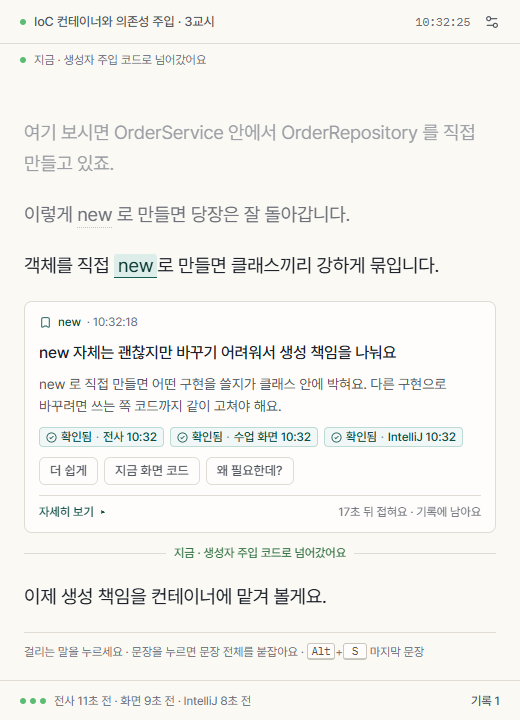 IoC 컨테이너와 의존성 주입 · 3교시 10:32:25
지금 · 생성자 주입 코드로 넘어갔어요
여기 보시면 OrderService 안에서 OrderRepository 를 직접
만들고 있죠.
이렇게 new 로 만들면 당장은 잘 돌아갑니다.
객체를 직접 new 로 만들면 클래스끼리 강하게 묶입니다.
new · 10:32:18
new 자체는 괜찮지만 바꾸기 어려워서 생성 책임을 나눠요
new 로 직접 만들면 어떤 구현을 쓸지가 클래스 안에 박혀요. 다른 구현으로
바꾸려면 쓰는 쪽 코드까지 같이 고쳐야 해요.
확인됨 · 전사 10:32 확인됨 · 수업 화면 10:32 확인됨 · IntelliJ 10:32
더 쉽게 지금 화면 코드 왜 필요한데?
자세히 보기 ▸ 17초 뒤 접혀요 · 기록에 남아요
지금 · 생성자 주입 코드로 넘어갔어요
이제 생성 책임을 컨테이너에 맡겨 볼게요.
걸리는 말을 누르세요 · 문장을 누르면 문장 전체를 붙잡아요 · Alt+S 마지막 문장
전사 11초 전 · 화면 9초 전 · IntelliJ 8초 전 기록 1